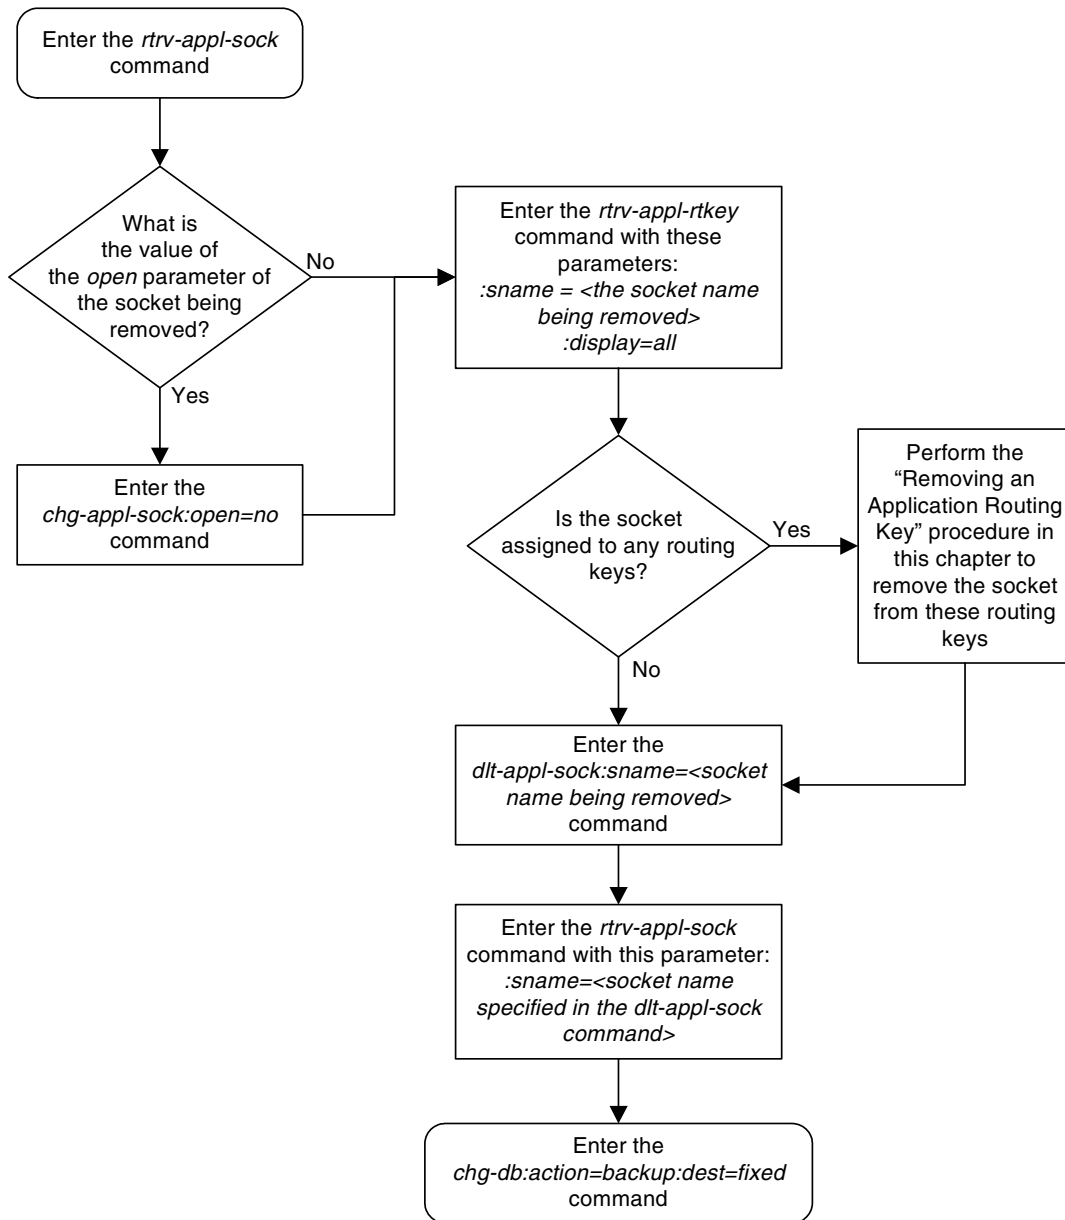 Enter the rtrv-appl-sock
command
What is
the value of
the open parameter of
the socket being
removed?
No
Yes
Enter the
chg-appl-sock:open=no
command
Enter the rtrv-appl-rtkey
command with these
parameters:
:sname = <the socket name
being removed>
:display=all
Is the socket
assigned to any routing
keys?
Yes
No
Perform the
“Removing an
Application Routing
Key” procedure in
this chapter to
remove the socket
from these routing
keys
Enter the
dlt-appl-sock:sname=<socket
name being removed>
command
Enter the rtrv-appl-sock
command with this parameter:
:sname=<socket name
specified in the dlt-appl-sock
command>
Enter the
chg-db:action=backup:dest=fixed
command